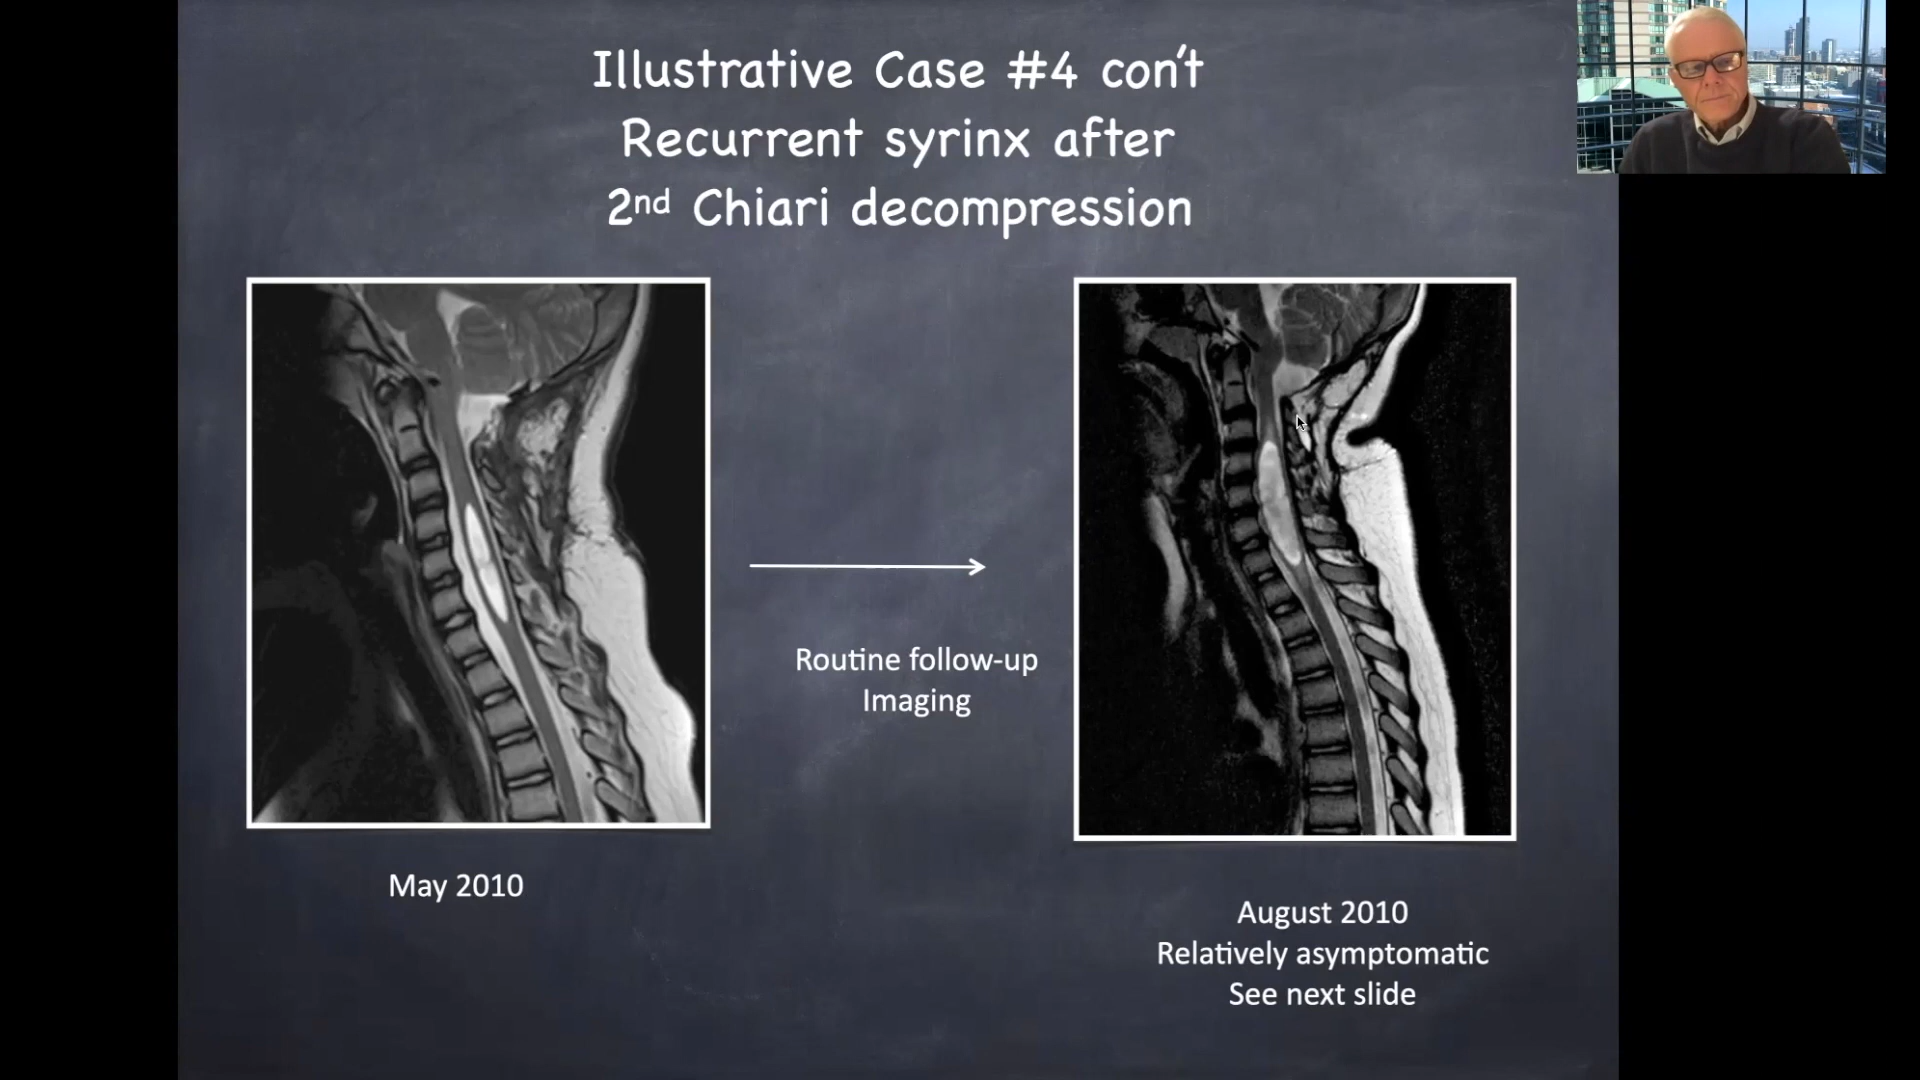 Illustrative Case #4 con't
Recurrent syrinx after
2nd Chiari decompression
Routine follow-up
Imaging
May 2010
August 2010
Relatively asymptomatic
See next slide